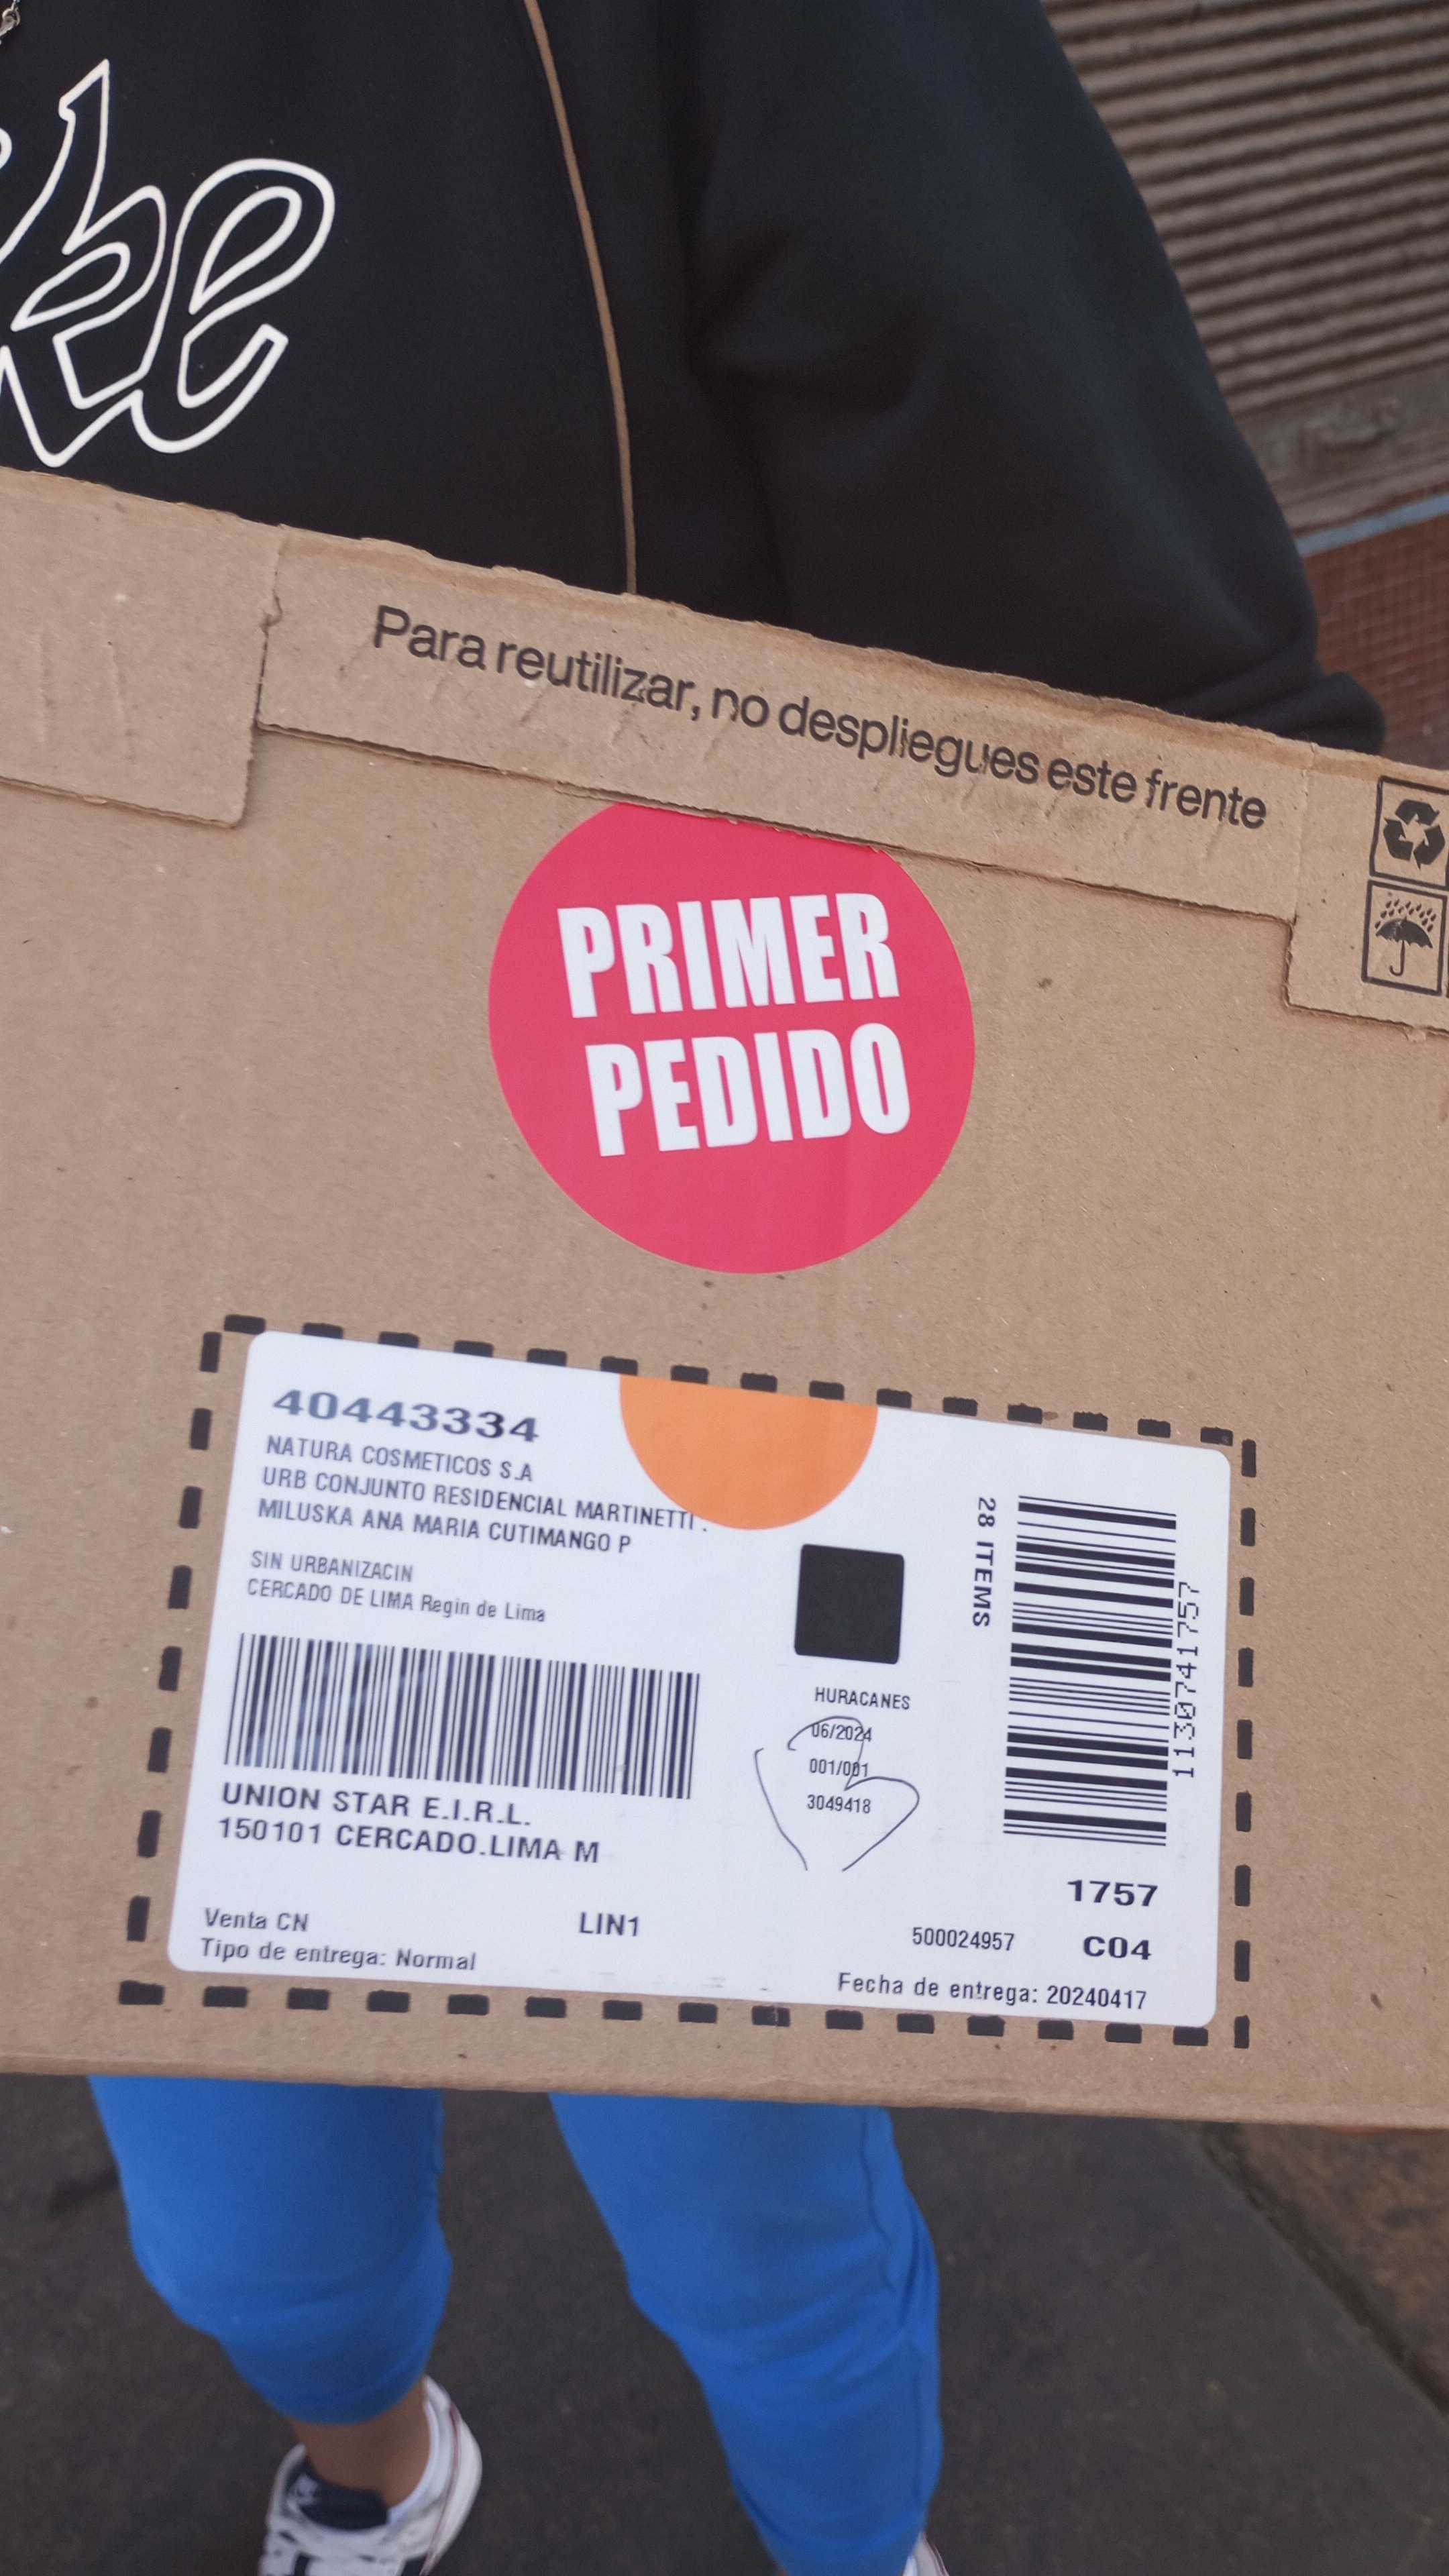 ke
Para reutilizar, no despliegues este frente
PRIMER
PEDIDO
40443334
NATURA COSMETICOS S.A
URB CONJUNTO RESIDENCIAL MARTINETTI .
MILUSKA ANA MARIA CUTIMANGO P
SIN URBANIZACIN
CERCADO DE LIMA Regin de Lima
UNION STAR E.I.R.L.
150101 CERCADO.LIMA M
Venta CN
LIN1
Tipo de entrega: Normal
HURACANES
06/2024
001/001
3049418
28 ITEMS
1130741757
1757
500024957
C04
Fecha de entrega: 20240417